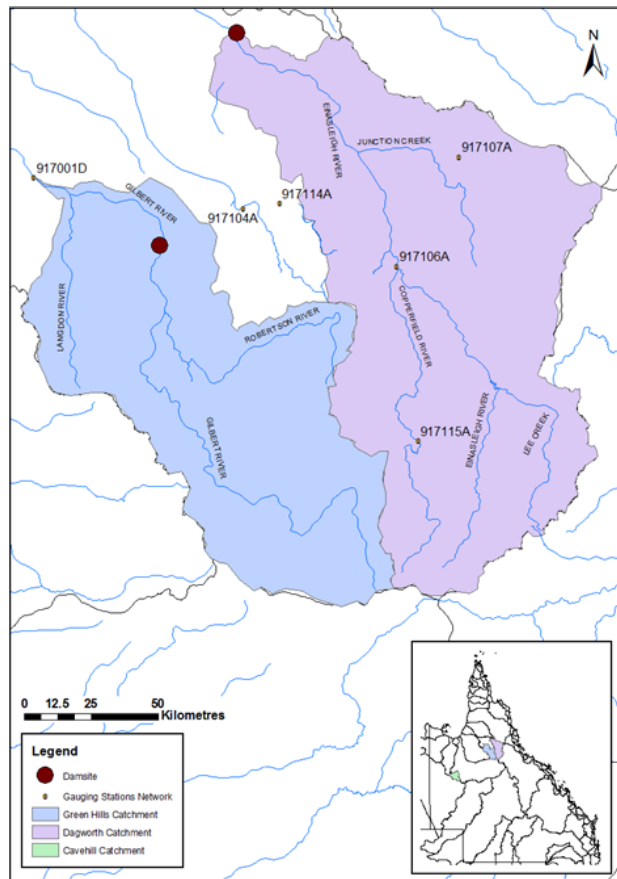 N
EINASLEIGH RIVER
JUNCTION CREEK
917107A
917001D
GILBERT RIVER
917114A
917104A
917106A
LANGDON RIVER
COPPERFIELD RIVER
ROBERTSON RIVER
GILBERT RIVER
917115A
EINASLEIGH RIVER
LEE CREEK
0 12.5 25 50
Kilometres
Legend
Damsite
Gauging Stations Network
Green Hills Catchment
Dagworth Catchment
Cavehill Catchment